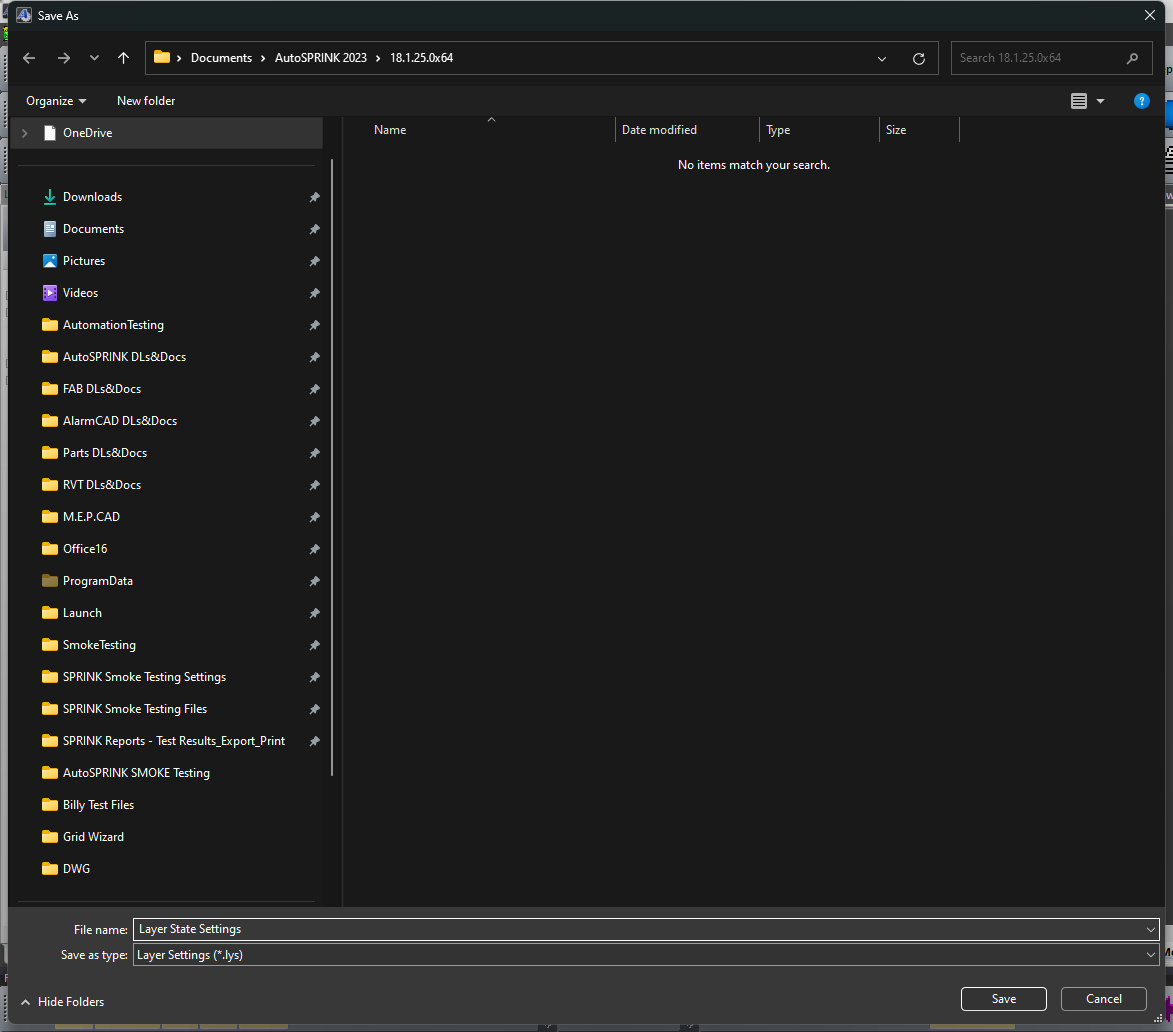 Save As
Documents > AutoSPRINK 2023 > 18.1.25.0x64
Search 18.1.25.0x64
Organize
New folder
?
OneDrive
Downloads
Documents
Pictures
Videos
AutomationTesting
AutoSPRINK DLs&Docs
FAB DLs&Docs
AlarmCAD DLs&Docs
Parts DLs&Docs
RVT DLs&Docs
M.E.P.CAD
Office16
ProgramData
Launch
SmokeTesting
SPRINK Smoke Testing Settings
SPRINK Smoke Testing Files
SPRINK Reports - Test Results_Export_Print
AutoSPRINK SMOKE Testing
Billy Test Files
Grid Wizard
DWG
Name
Date modified
Type
Size
No items match your search.
File name: Layer State Settings
Save as type: Layer Settings (*.lys)
Hide Folders
Save
Cancel